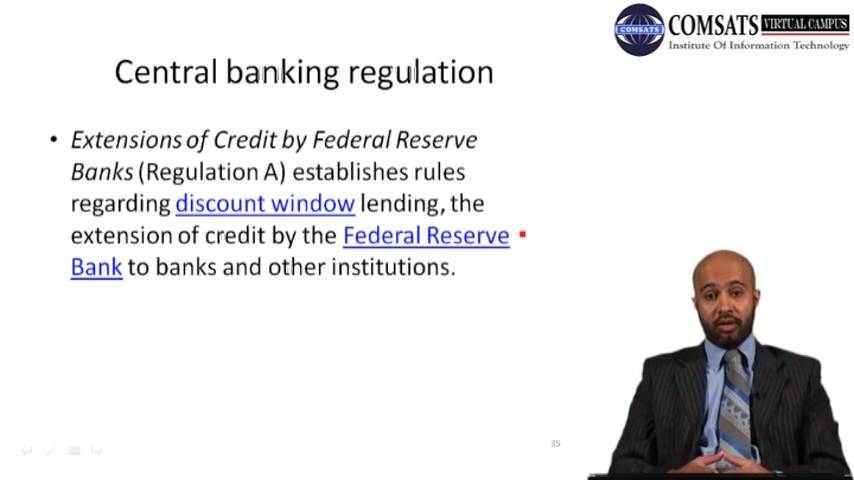 COMSATS VIRTUAL CAMPUS
COMSATS
Institute Of Information Technology
Central banking regulation
• Extensions of Credit by Federal Reserve
Banks (Regulation A) establishes rules
regarding discount window lending, the
extension of credit by the Federal Reserve
Bank to banks and other institutions.
35